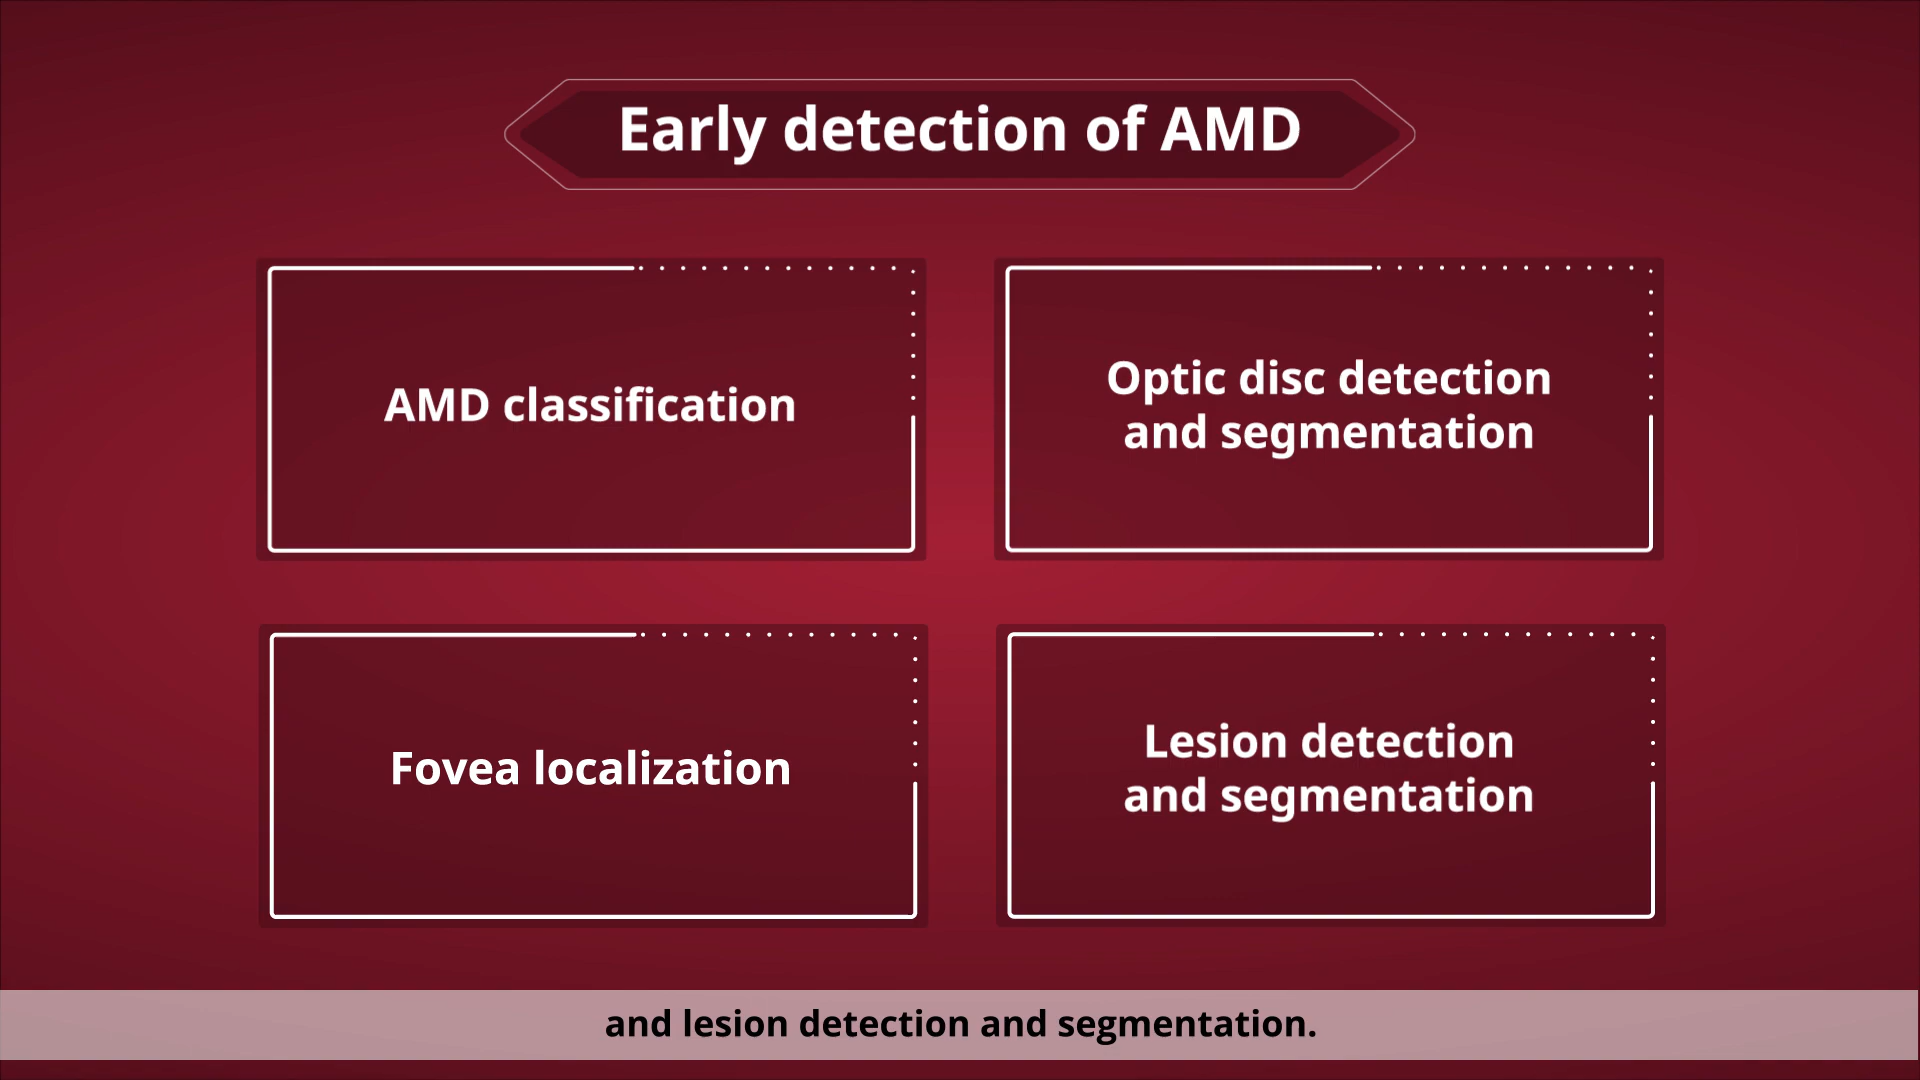 Early detection of AMD
AMD classification
Optic disc detection
and segmentation
Fovea localization
Lesion detection
and segmentation
and lesion detection and segmentation.